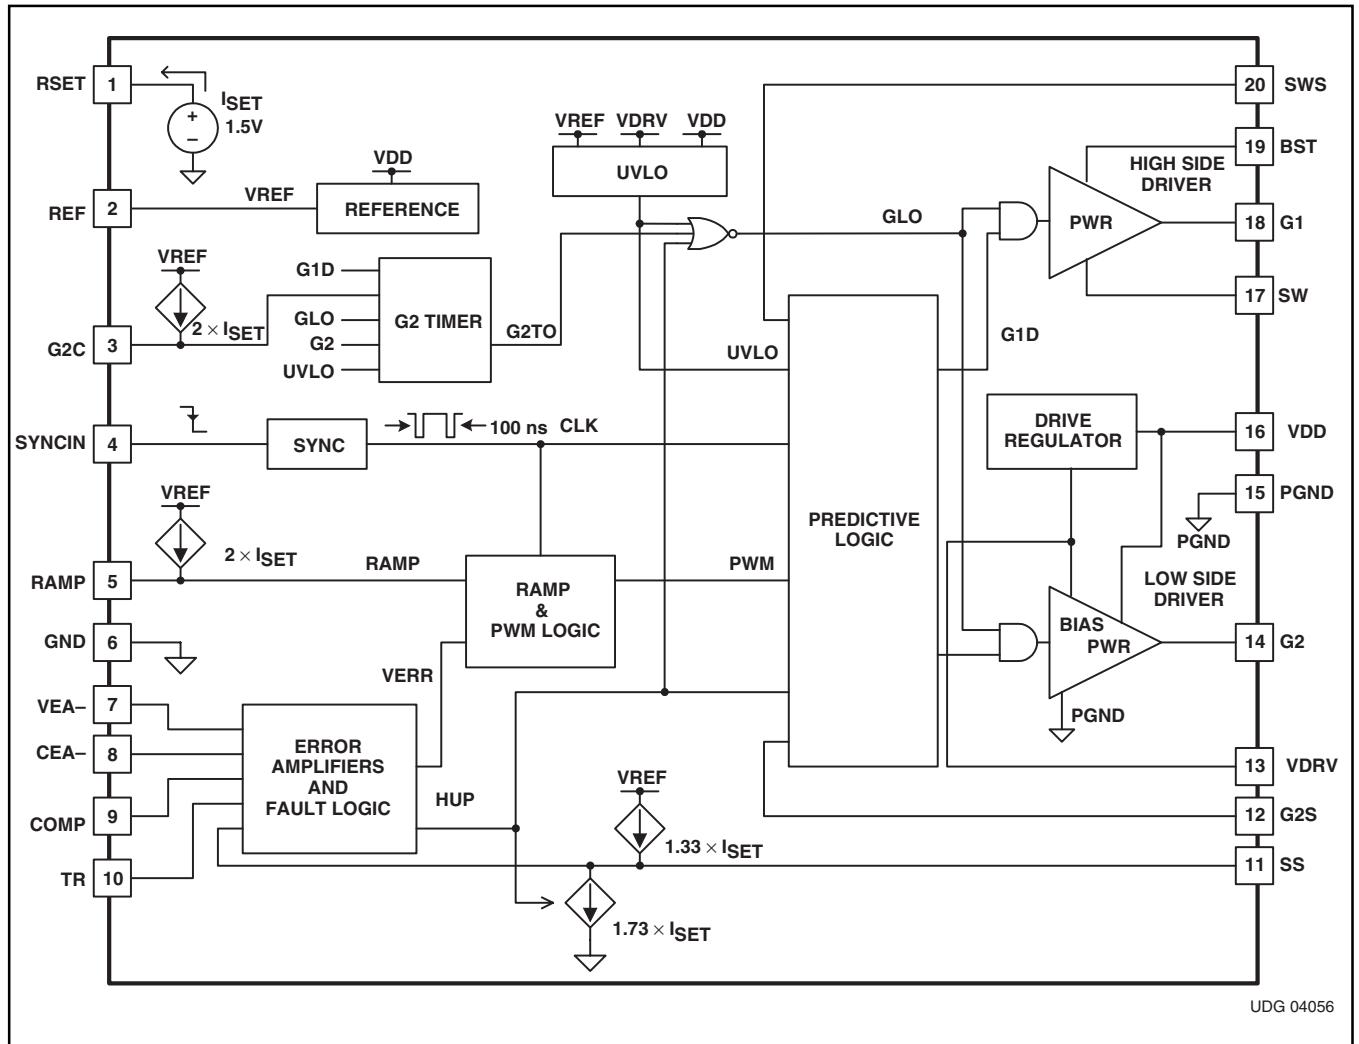 RSET 1
+
−
ISET
1.5V
REF 2
VREF
VDD
REFERENCE
VREF
2 × ISET
G2C 3
G1D
GLO
G2
UVLO
G2 TIMER
G2TO
VREF VDRV VDD
UVLO
GLO
UVLO
SYNCIN 4
SYNC
100 ns CLK
VREF
2 × ISET
RAMP 5
RAMP
RAMP
&
PWM LOGIC
PWM
GND 6
VERR
VEA− 7
CEA− 8
COMP 9
TR 10
ERROR
AMPLIFIERS
AND
FAULT LOGIC
HUP
VREF
1.33 × ISET
1.73 × ISET
PREDICTIVE
LOGIC
G1D
20 SWS
19 BST
HIGH SIDE
DRIVER
PWR
18 G1
17 SW
DRIVE
REGULATOR
16 VDD
15 PGND
PGND
LOW SIDE
DRIVER
BIAS
PWR
14 G2
PGND
13 VDRV
12 G2S
11 SS
UDG 04056